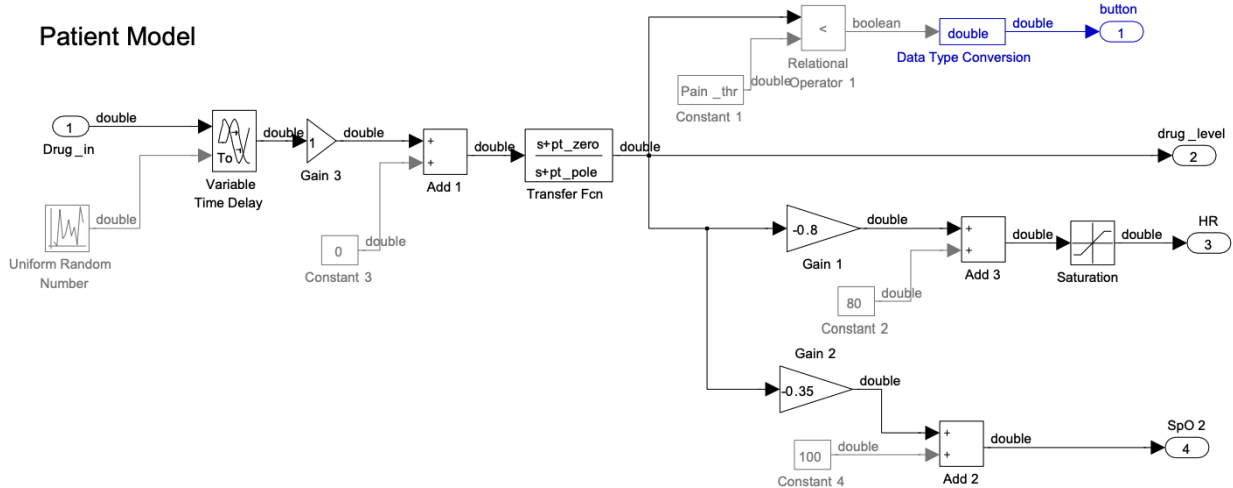 Patient Model
button
boolean
double
double
1
<
Data Type Conversion
Relational
Operator 1
double
Pain _thr
Constant 1
1
double
Drug _in
To
Variable
Time Delay
double
1
Gain 3
double
+
+
Add 1
double
s+pt_zero
s+pt_pole
Transfer Fcn
double
drug _level
2
double
Uniform Random
Number
0
double
Constant 3
-0.8
Gain 1
double
+
+
Add 3
double
Saturation
double
HR
3
80
double
Constant 2
Gain 2
-0.35
double
+
+
Add 2
double
SpO 2
4
100
double
Constant 4